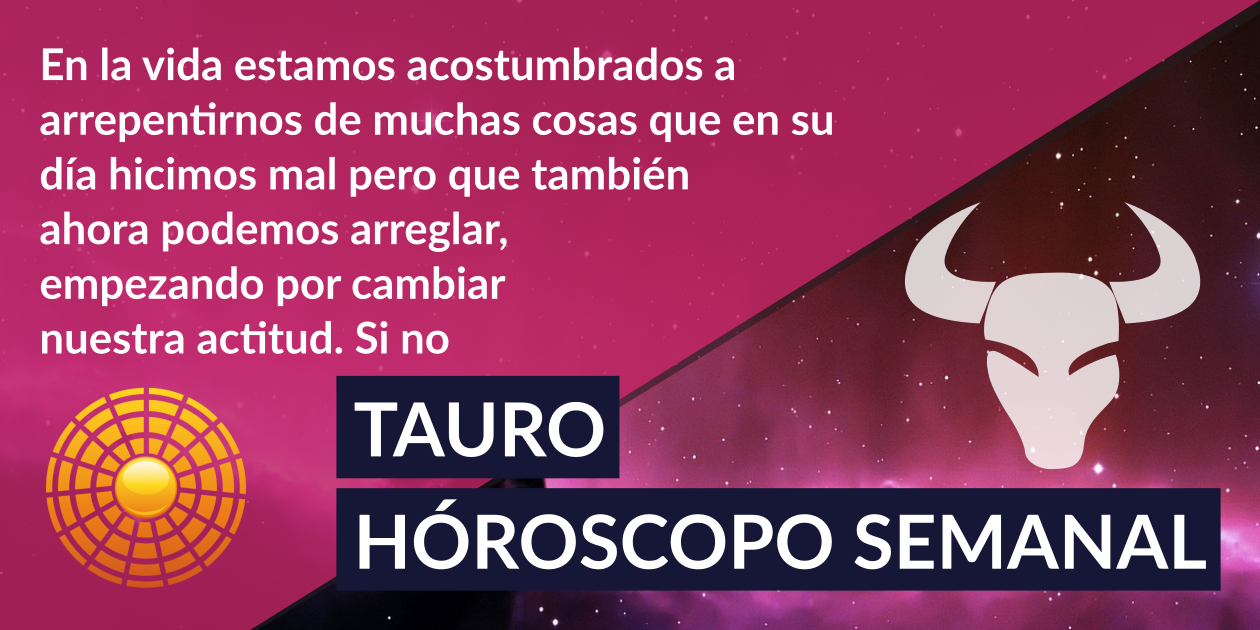 En la vida estamos acostumbrados a
arrepentirnos de muchas cosas que en su
día hicimos mal pero que también
ahora podemos arreglar,
empezando por cambiar
nuestra actitud. Si no
TAURO
HÓROSCOPO SEMANAL